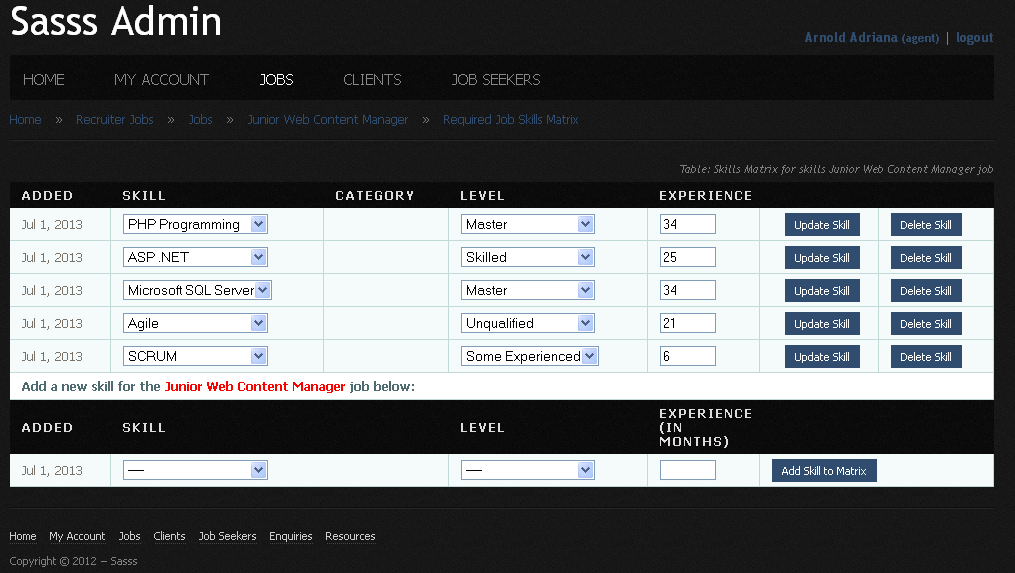 Sasss Admin
Arnold Adriana (agent) | logout
HOME MY ACCOUNT JOBS CLIENTS JOB SEEKERS
Home » Recruiter Jobs » Jobs » Junior Web Content Manager » Required Job Skills Matrix
Table: Skills Matrix for skills Junior Web Content Manager job
ADDED SKILL CATEGORY LEVEL EXPERIENCE
Jul 1, 2013 PHP Programming Master 34 Update Skill Delete Skill
Jul 1, 2013 ASP .NET Skilled 25 Update Skill Delete Skill
Jul 1, 2013 Microsoft SQL Server Master 34 Update Skill Delete Skill
Jul 1, 2013 Agile Unqualified 21 Update Skill Delete Skill
Jul 1, 2013 SCRUM Some Experienced 6 Update Skill Delete Skill
Add a new skill for the Junior Web Content Manager job below:
ADDED SKILL LEVEL EXPERIENCE
(IN
MONTHS)
Jul 1, 2013 — — Add Skill to Matrix
Home My Account Jobs Clients Job Seekers Enquiries Resources
Copyright © 2012 – Sasss